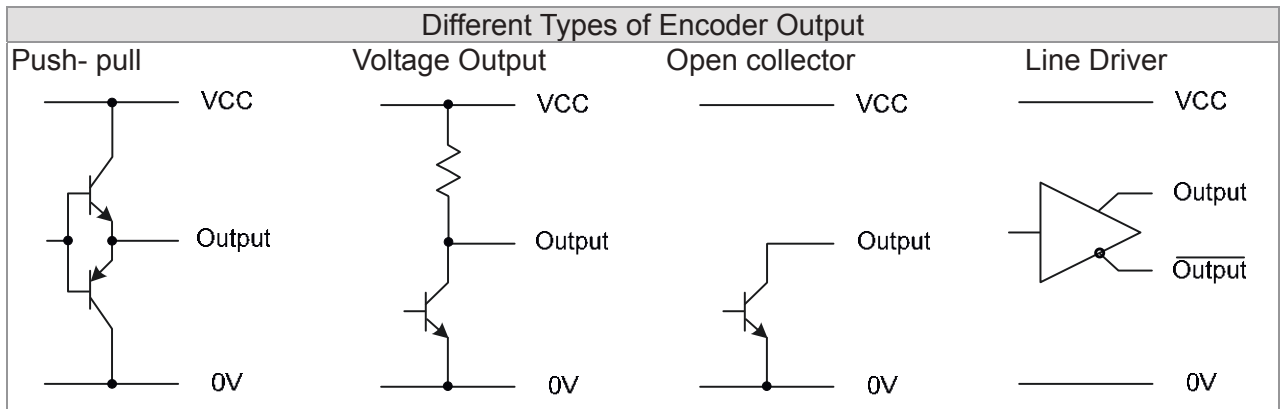 Different Types of Encoder Output
Push- pull Voltage Output Open collector Line Driver
VCC VCC VCC VCC
Output
Output Output Output Output
0V 0V 0V 0V